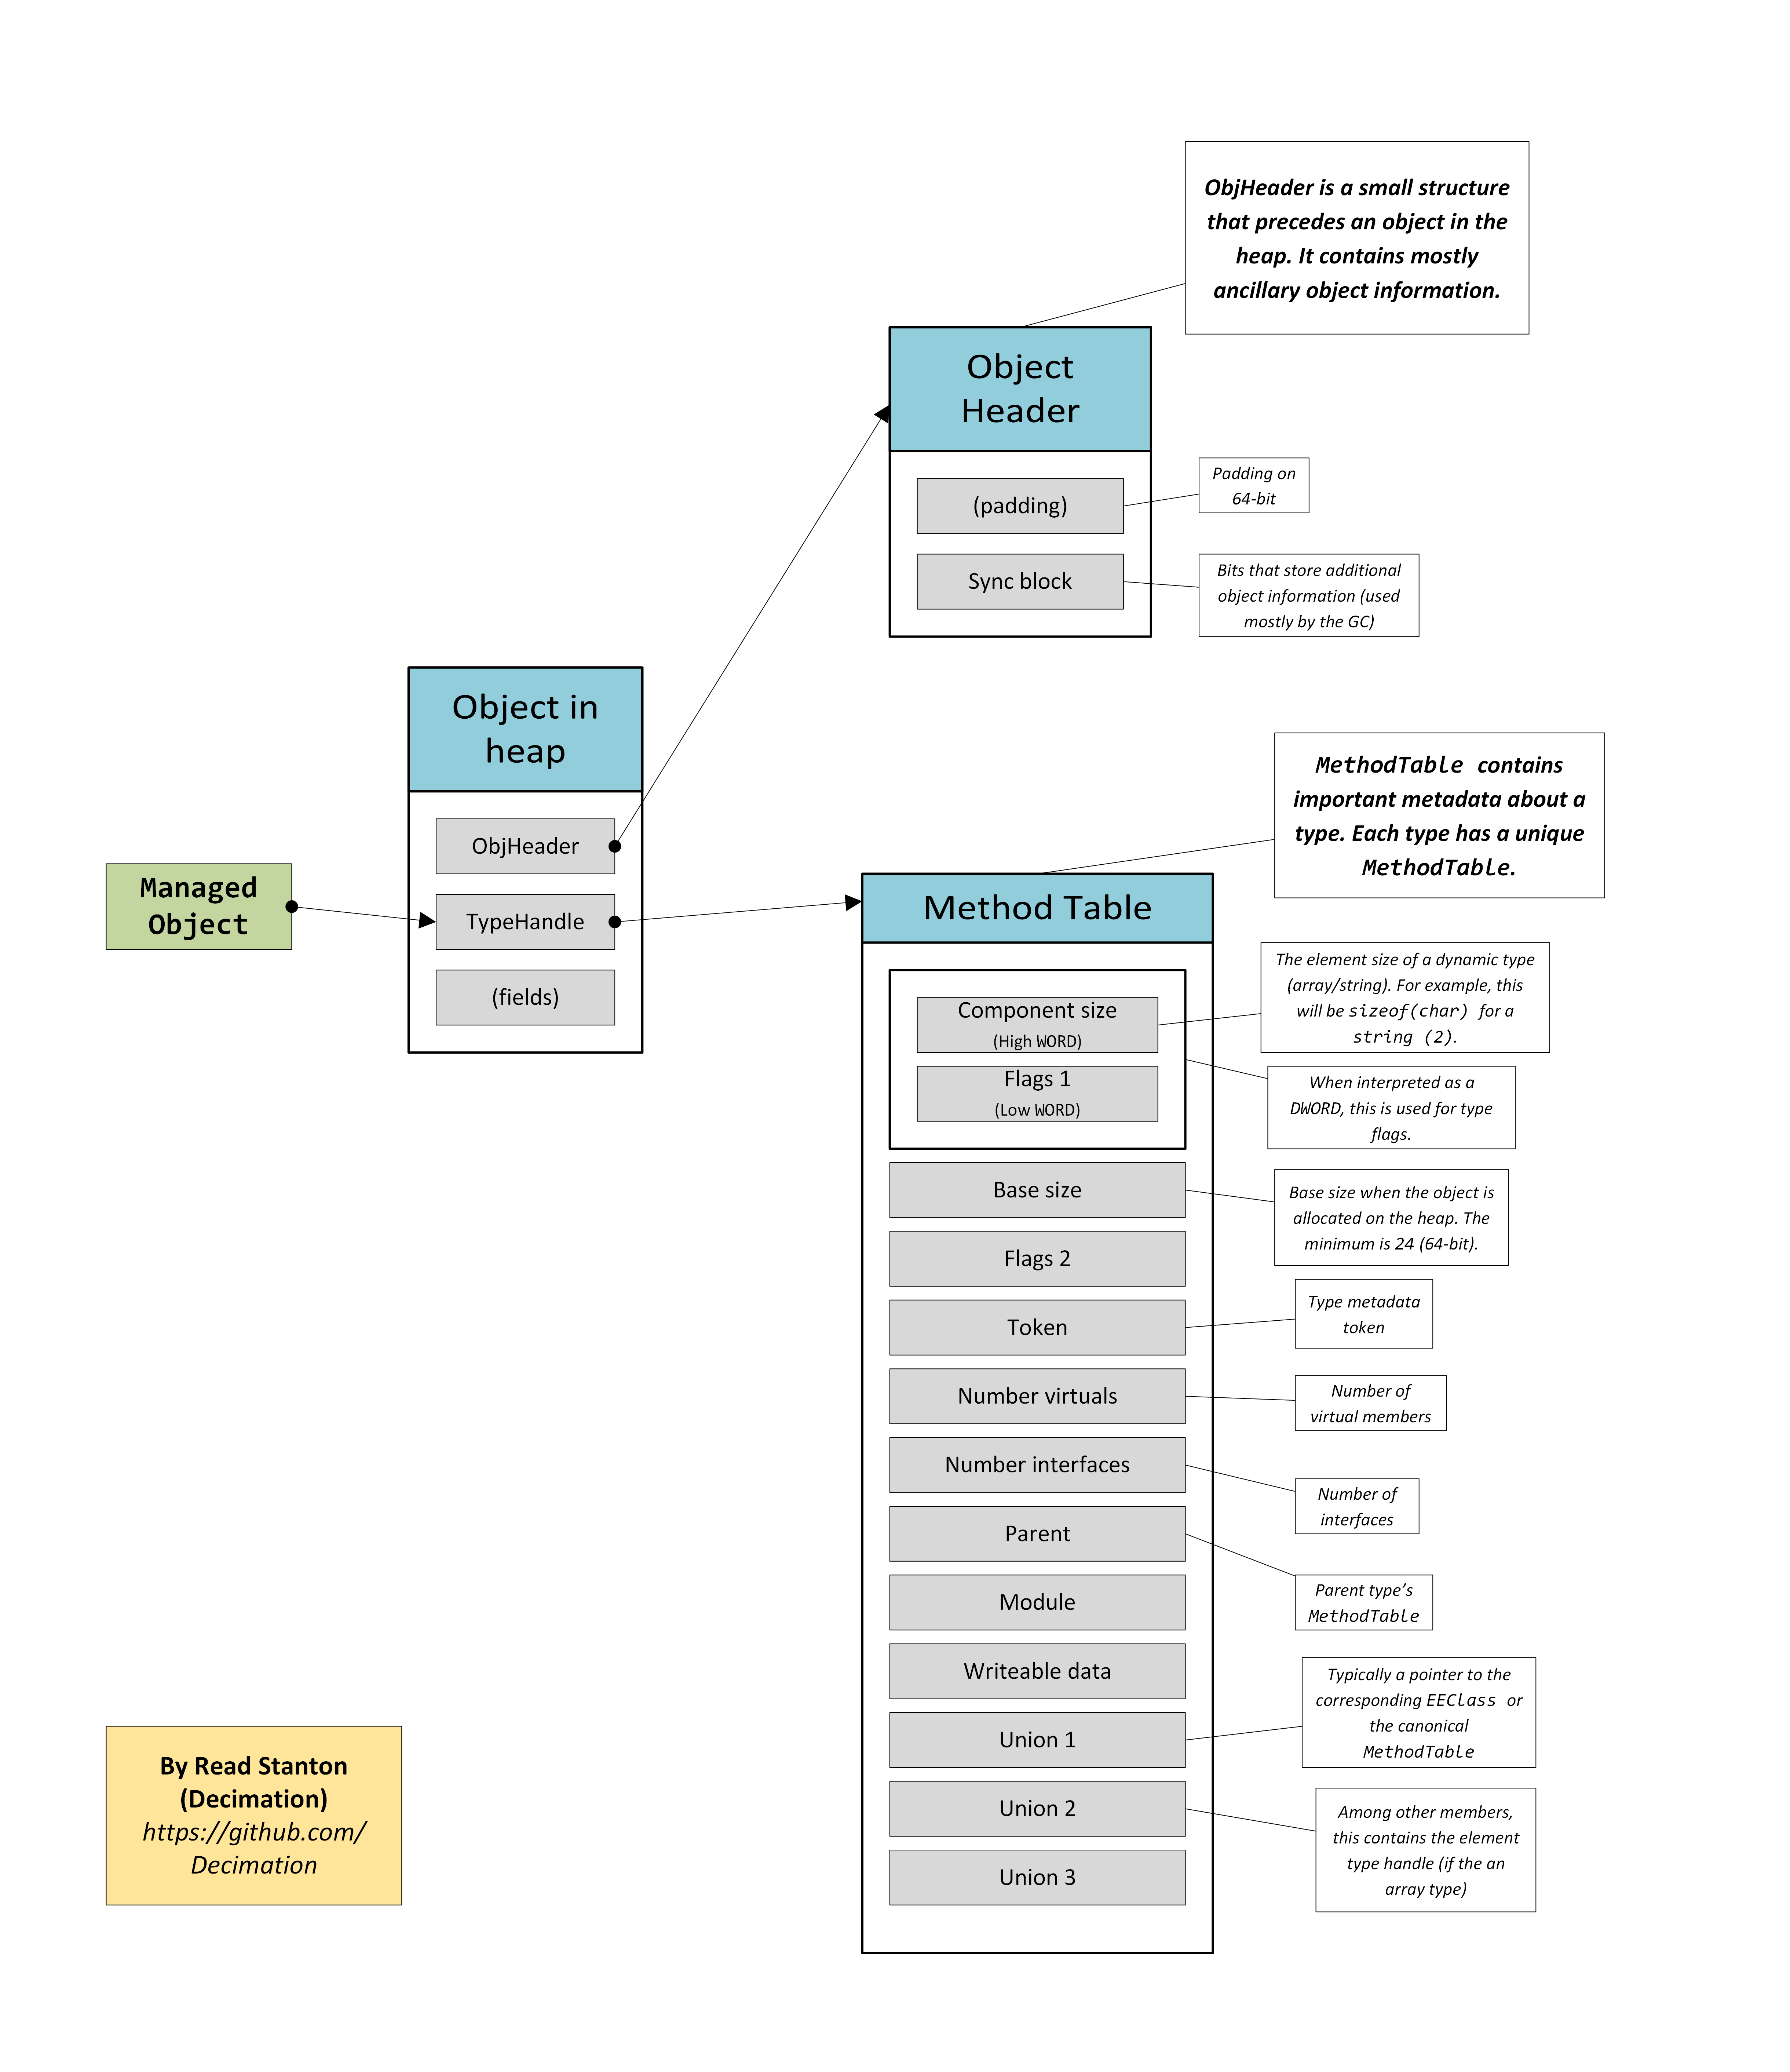 ObjHeader is a small structure
that precedes an object in the
heap. It contains mostly
ancillary object information.
Object
Header
(padding)
Padding on
64-bit
Sync block
Bits that store additional
object information (used
mostly by the GC)
Object in
heap
ObjHeader
TypeHandle
(fields)
Managed
Object
MethodTable contains
important metadata about a
type. Each type has a unique
MethodTable.
Method Table
Component size
(High WORD)
The element size of a dynamic type
(array/string). For example, this
will be sizeof(char) for a
string (2).
Flags 1
(Low WORD)
When interpreted as a
DWORD, this is used for type
flags.
Base size
Base size when the object is
allocated on the heap. The
minimum is 24 (64-bit).
Flags 2
Token
Type metadata
token
Number virtuals
Number of
virtual members
Number interfaces
Number of
interfaces
Parent
Parent type’s
MethodTable
Module
Writeable data
Union 1
Typically a pointer to the
corresponding EEClass or
the canonical
MethodTable
Union 2
Among other members,
this contains the element
type handle (if the an
array type)
Union 3
By Read Stanton
(Decimation)
https://github.com/
Decimation